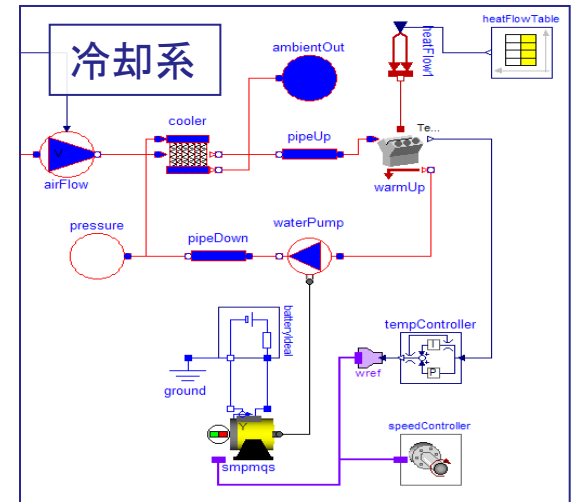 冷却系
heatFlowTable
heatFlow1
ambientOut
cooler
pipeUp
Te...
airFlow
V
warmUp
pressure
pipeDown
waterPump
batteryIdeal
tempController
I
P
ground
wref
Y
speedController
smpmqs